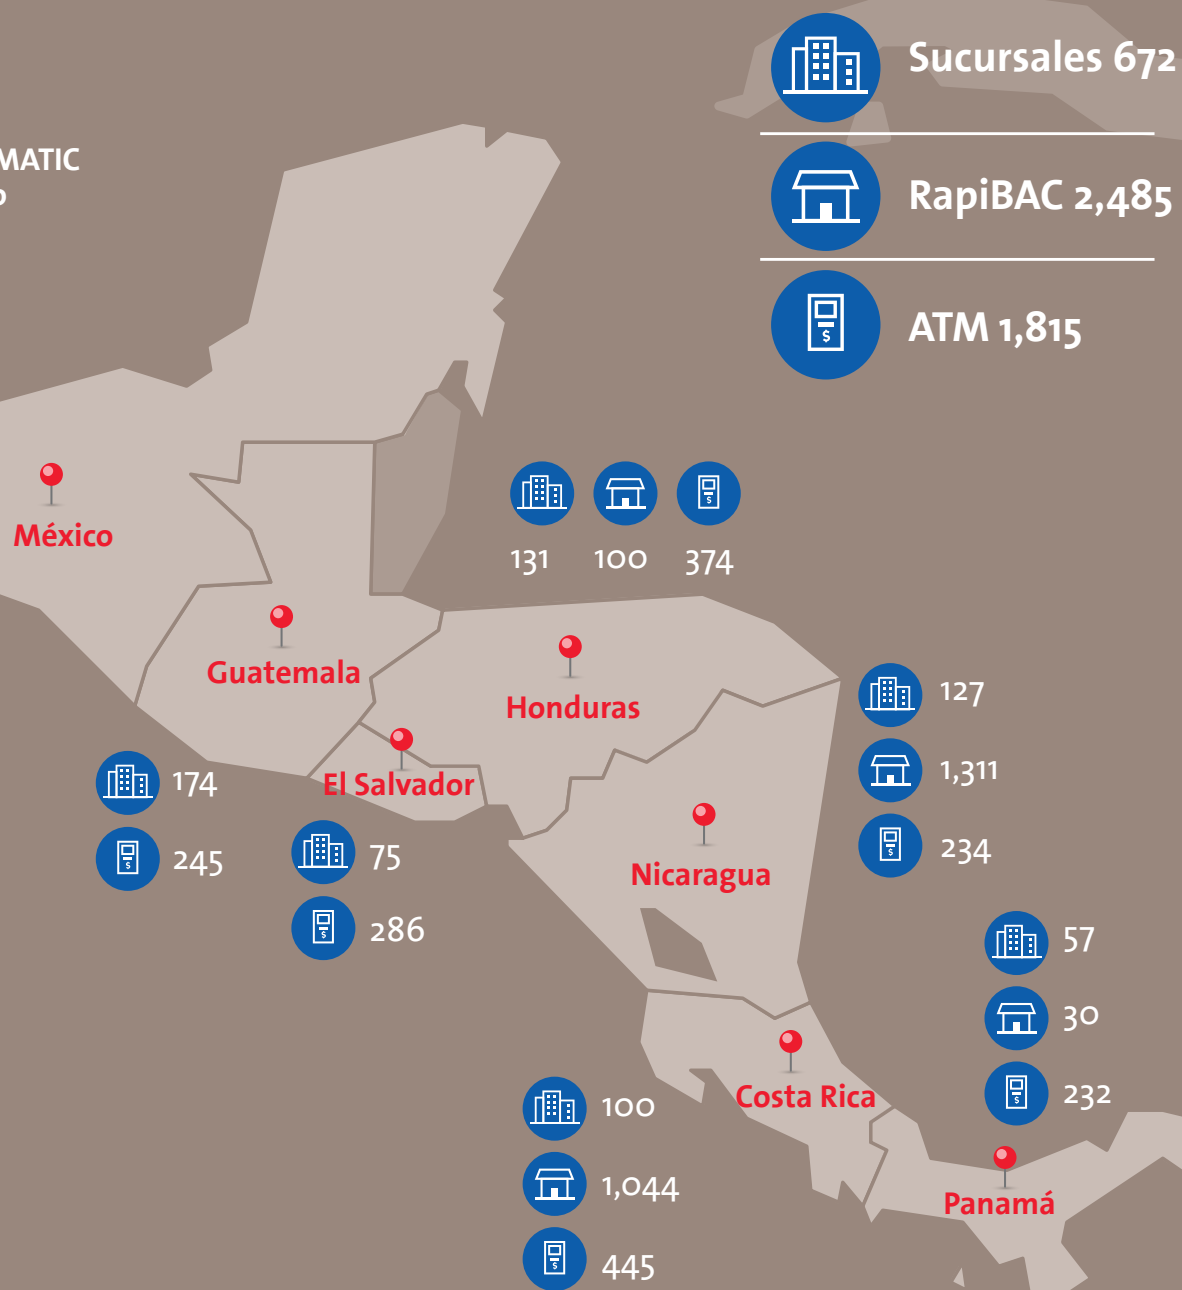 Sucursales 672
MATIC
RapiBAC 2,485
ATM 1,815
México
131 100 374
Guatemala
Honduras
127
El Salvador
174
1,311
245
75
234
Nicaragua
286
57
30
Costa Rica
100
232
1,044
Panamá
445